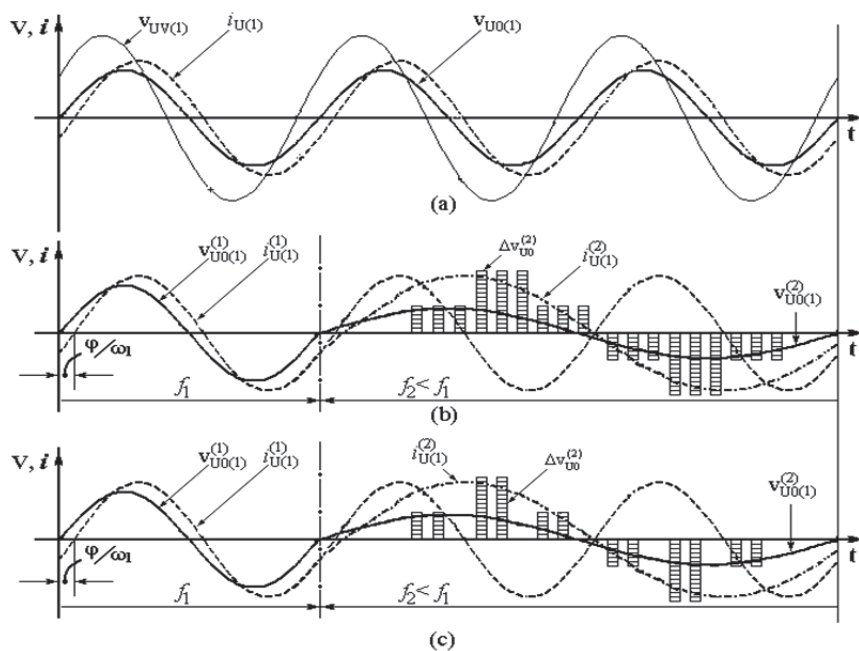 V, i
v_UV(1)
i_U(1)
v_U0(1)
t
(a)
V, i
v_U0(1)^(1)
i_U(1)^(1)
Δv_U0^(2)
i_U(1)^(2)
v_U0(1)^(2)
φ/ω₁
t
f₁
f₂< f₁
(b)
V, i
v_U0(1)^(1)
i_U(1)^(1)
i_U(1)^(2)
Δv_U0^(2)
v_U0(1)^(2)
φ/ω₁
t
f₁
f₂< f₁
(c)